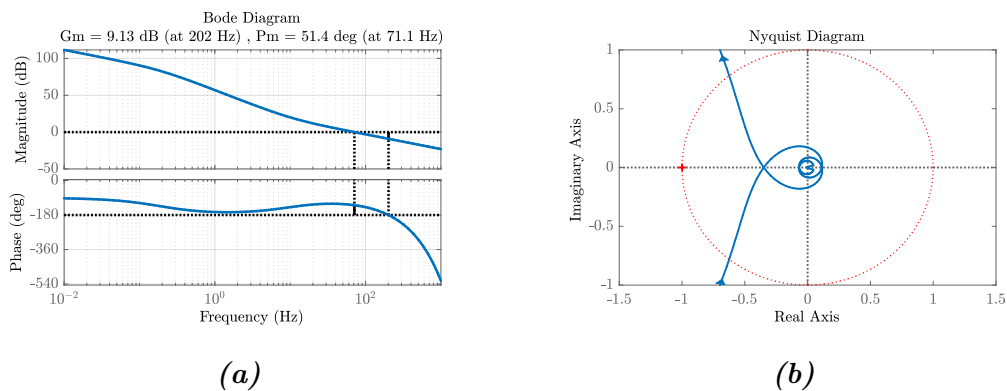 Bode Diagram
Gm = 9.13 dB (at 202 Hz) , Pm = 51.4 deg (at 71.1 Hz)
Magnitude (dB)
100
50
0
-50
Phase (deg)
0
-180
-360
-540
10^-2
10^0
10^2
Frequency (Hz)
(a)
Nyquist Diagram
Imaginary Axis
1
0.5
0
-0.5
-1
-1.5
-1
-0.5
0
0.5
1
1.5
Real Axis
(b)